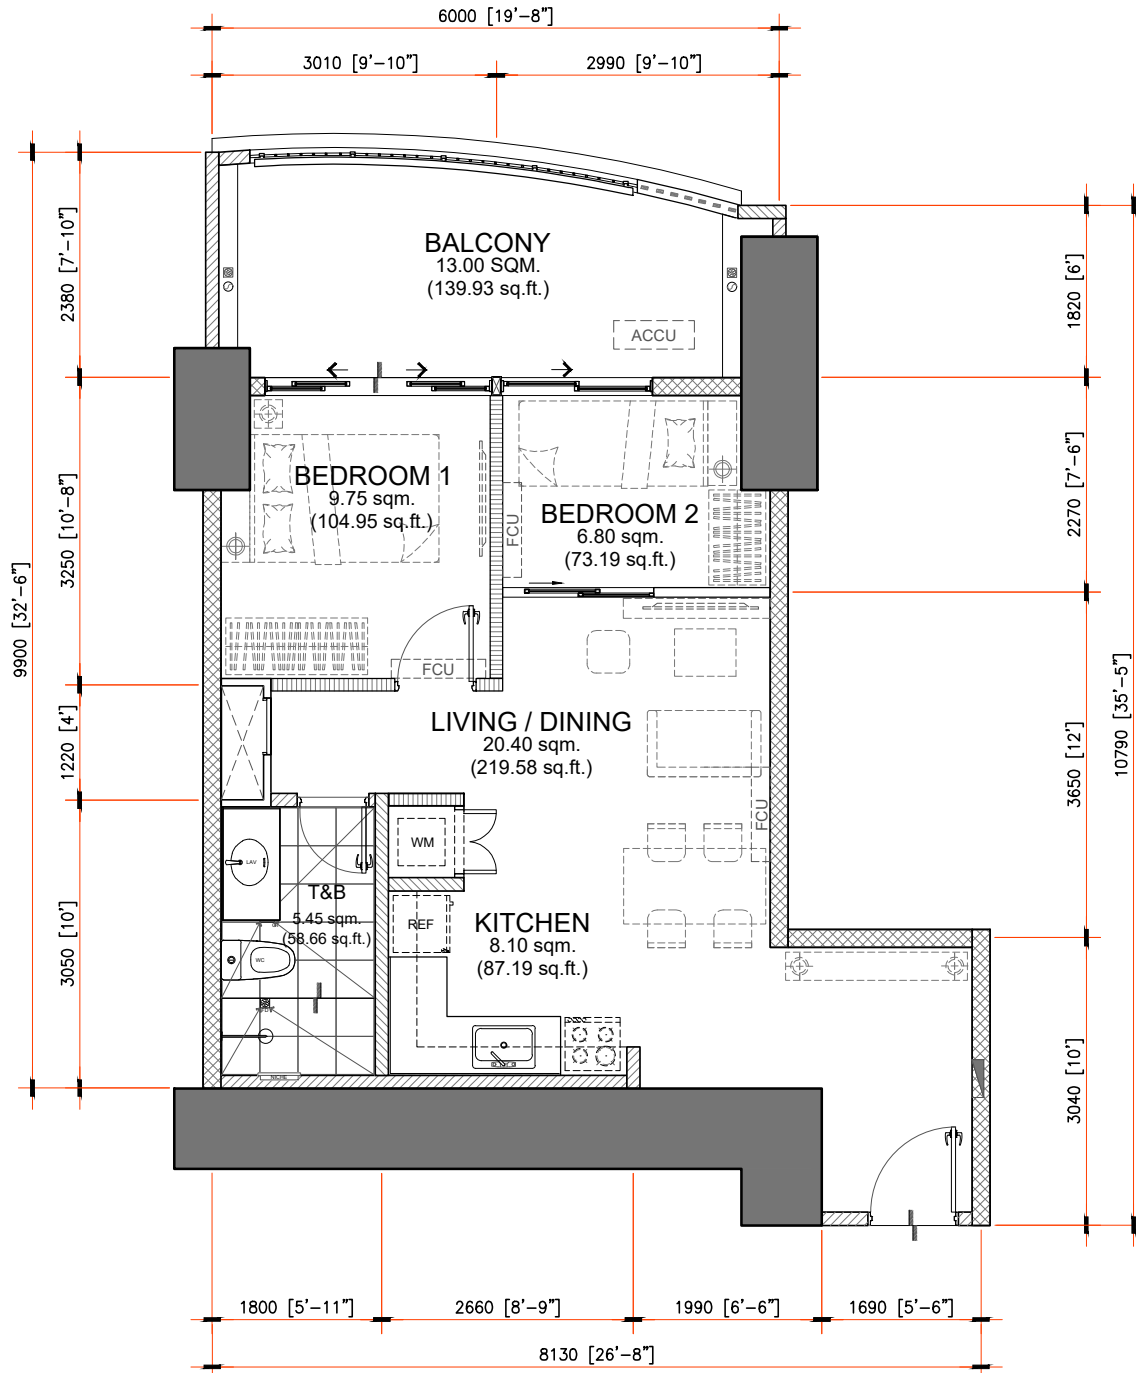 6000 [19'-8"]
3010 [9'-10"]
2990 [9'-10"]
2380 [7'-10"]
BALCONY
13.00 SQM.
(139.93 sq.ft.)
ACCU
1820 [6']
BEDROOM 1
9.75 sqm.
(104.95 sq.ft.)
FCU
BEDROOM 2
6.80 sqm.
(73.19 sq.ft.)
FCU
2270 [7'-6"]
3250 [10'-8"]
9900 [32'-6"]
1220 [4']
LIVING / DINING
20.40 sqm.
(219.58 sq.ft.)
FCU
3650 [12']
10790 [35'-5"]
WM
LAV
T&B
5.45 sqm.
(58.66 sq.ft.)
WC
NICHE
REF
KITCHEN
8.10 sqm.
(87.19 sq.ft.)
3050 [10']
3040 [10']
1800 [5'-11"]
2660 [8'-9"]
1990 [6'-6"]
1690 [5'-6"]
8130 [26'-8"]